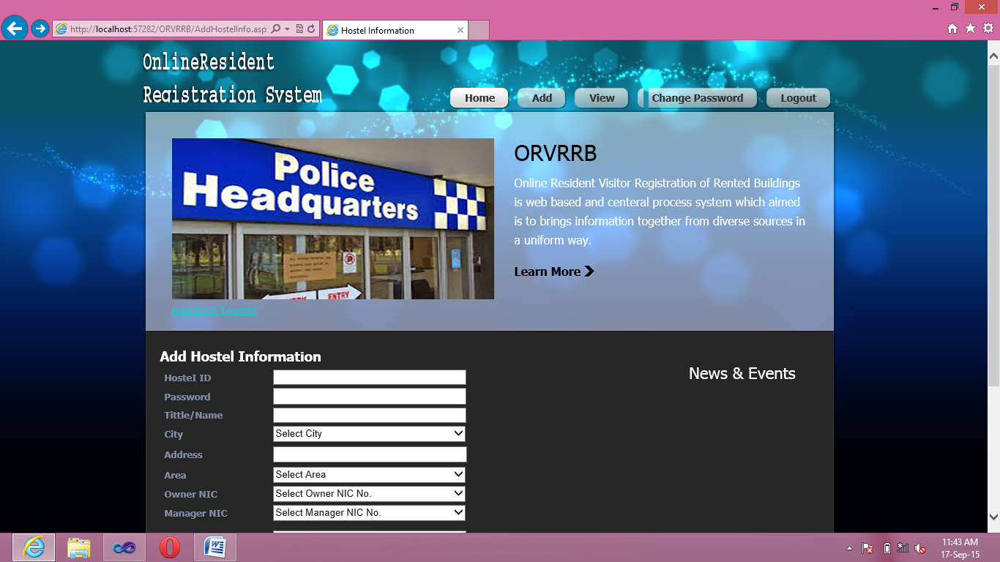 http://localhost:57282/ORVRRB/AddHostelInfo.asp
Hostel Information
OnlineResident
Registration System
Home
Add
View
Change Password
Logout
Police
Headquarters
ENTRY
ORVRRB
Online Resident Visitor Registration of Rented Buildings
is web based and centeral process system which aimed
is to brings information together from diverse sources in
a uniform way.
Learn More
Add Hostel Information
News & Events
Hostel ID
Password
Tittle/Name
City
Select City
Address
Area
Select Area
Owner NIC
Select Owner NIC No.
Manager NIC
Select Manager NIC No.
11:43 AM
17-Sep-15